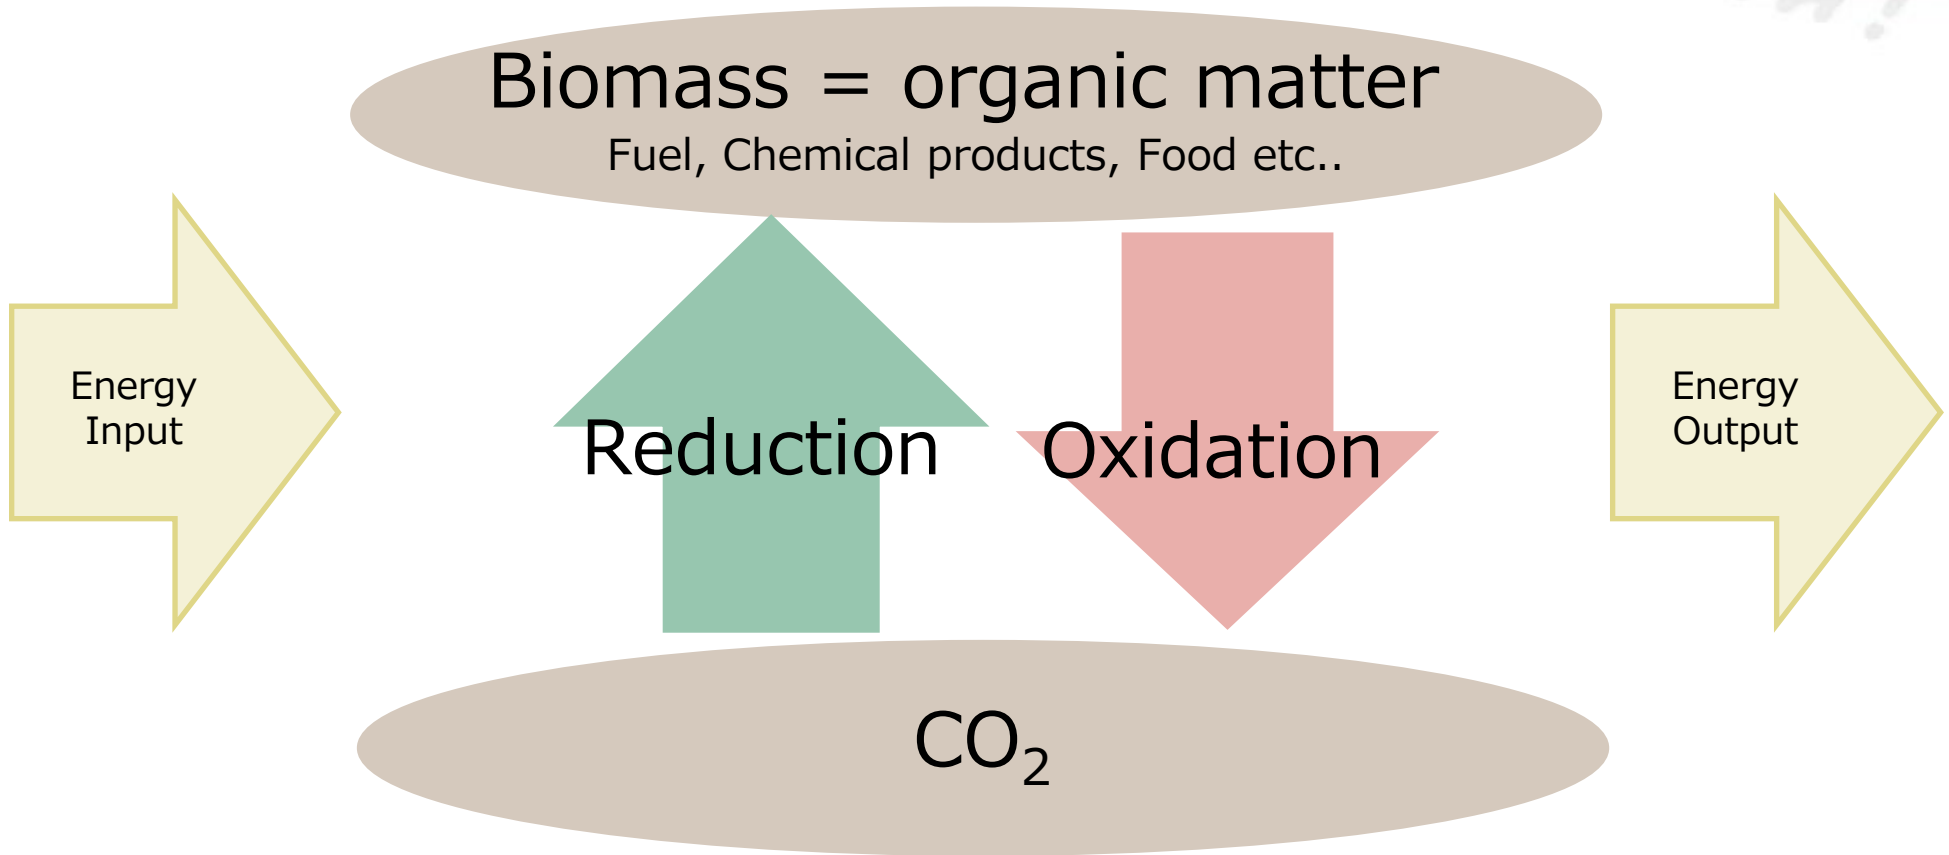 Biomass = organic matter
Fuel, Chemical products, Food etc..
Energy
Input
Reduction
Oxidation
Energy
Output
CO₂